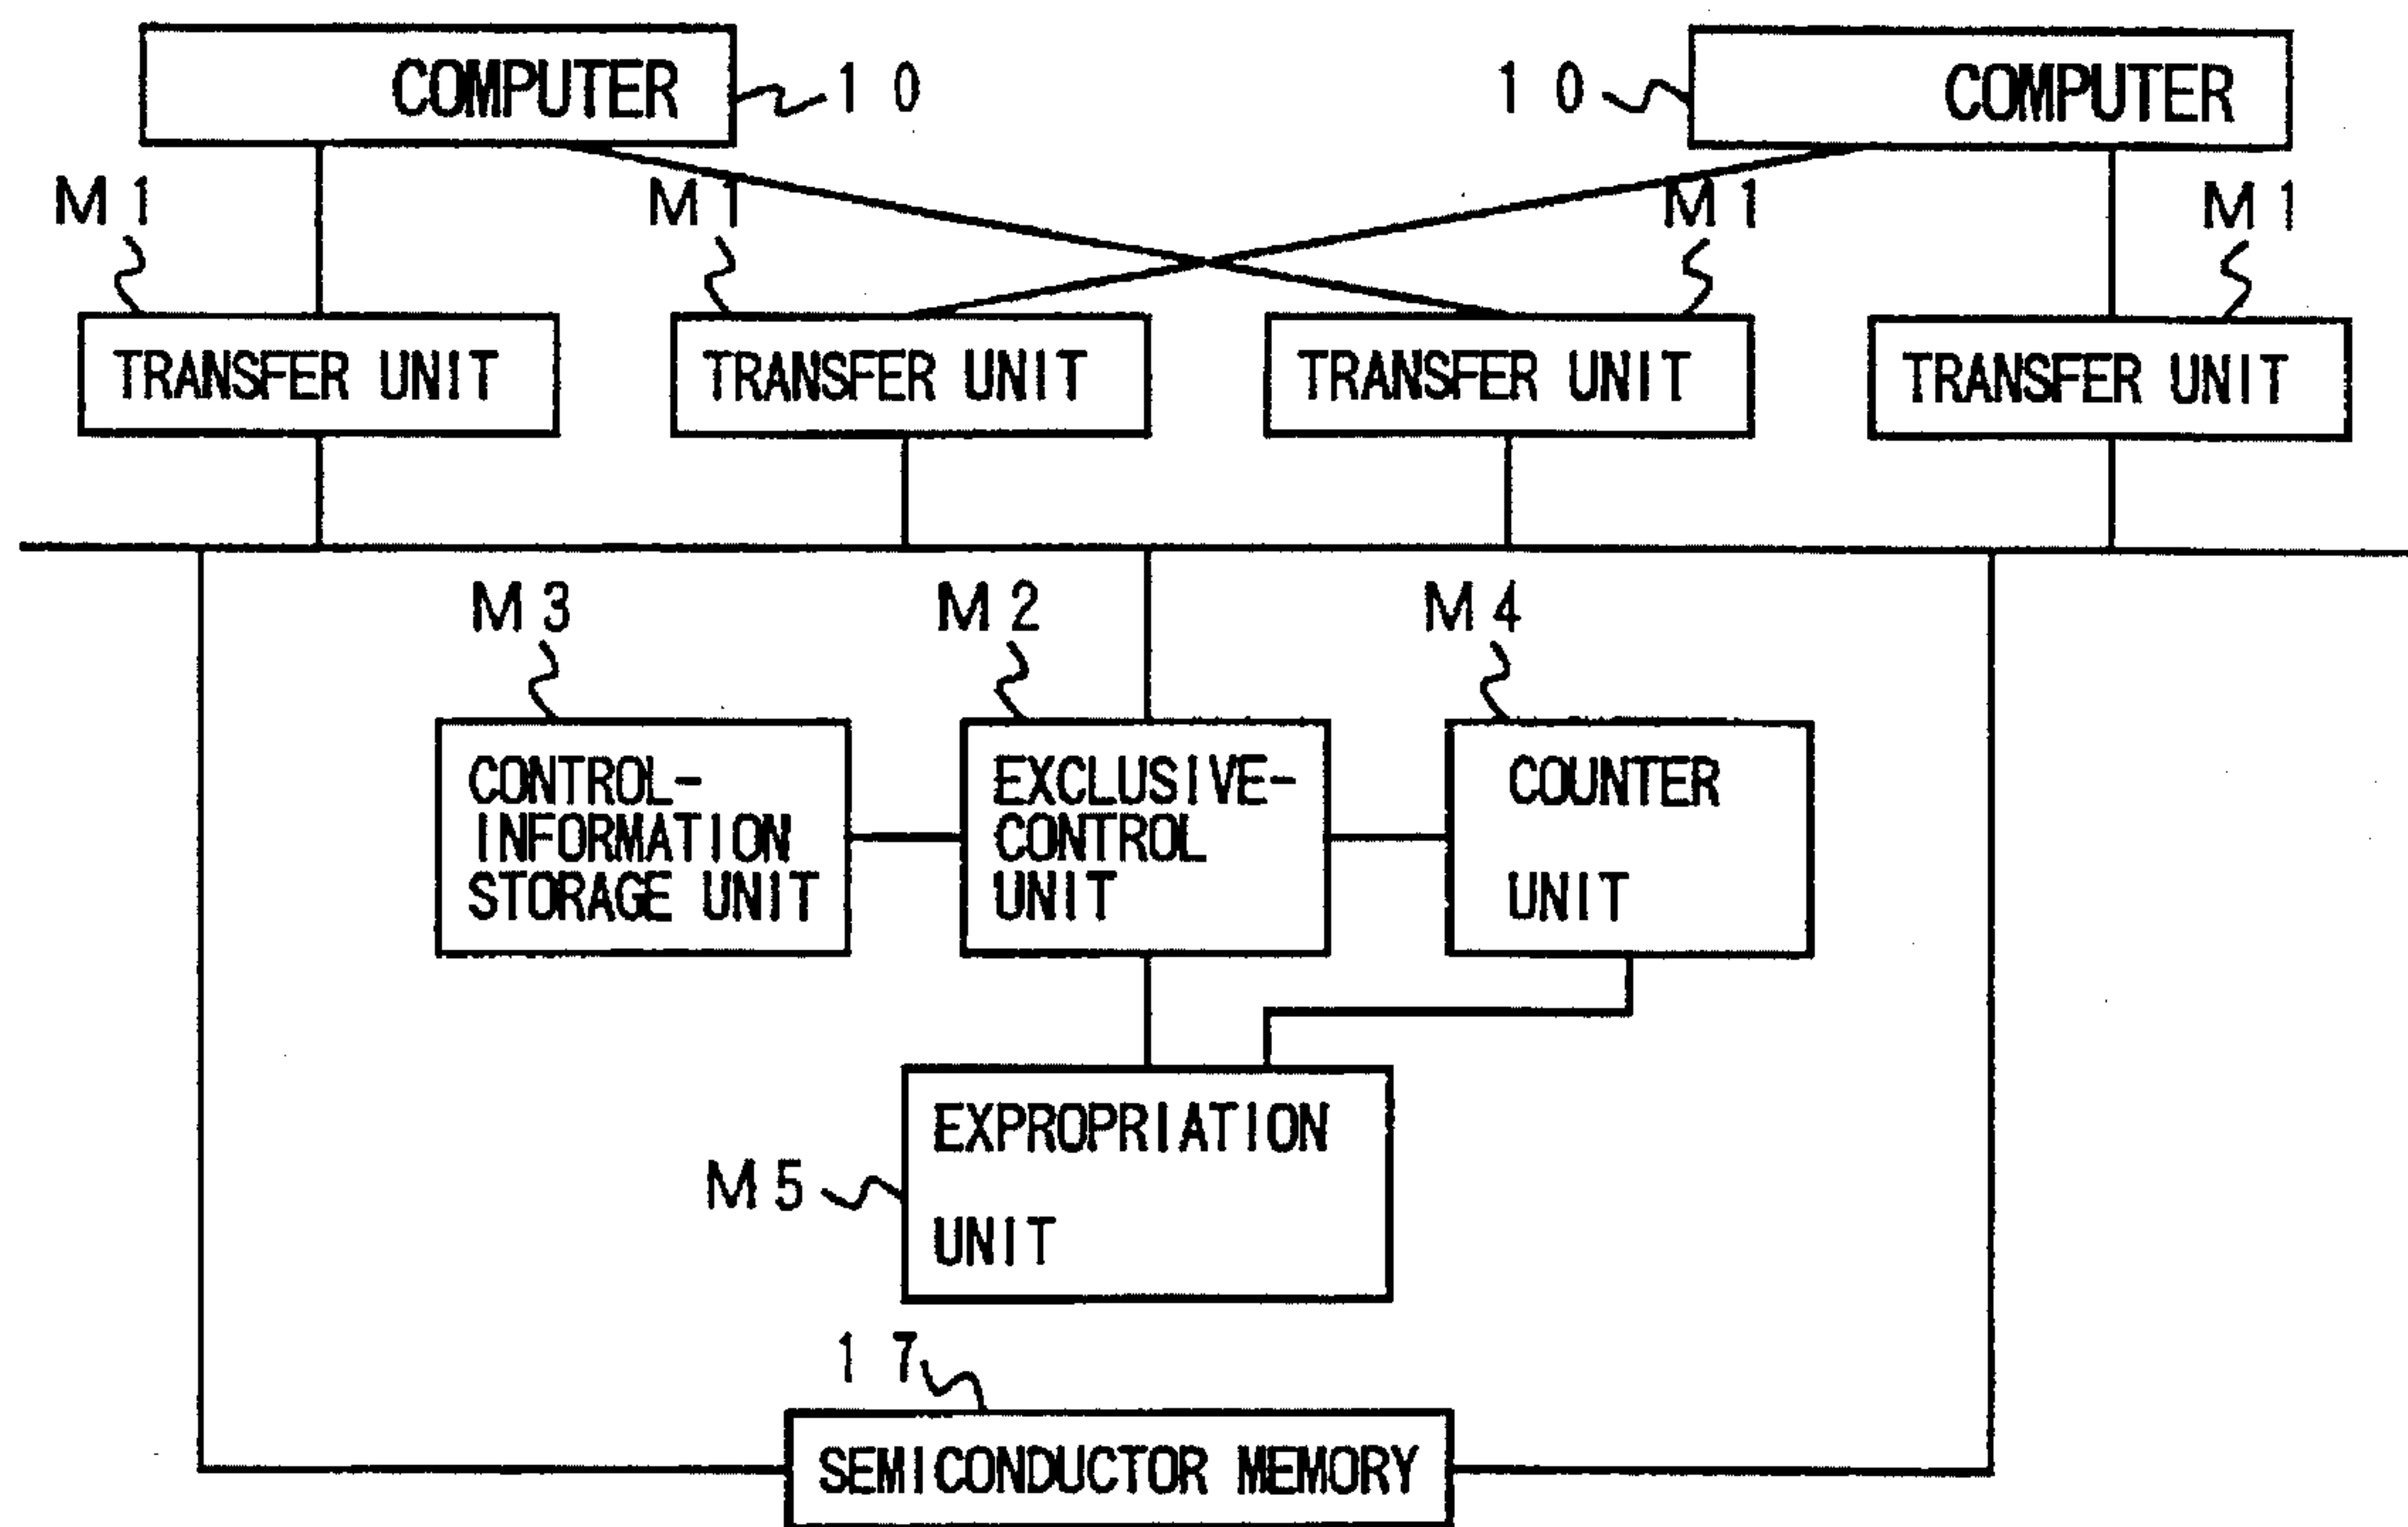 COMPUTER
10
10
COMPUTER
M1
M1
M1
M1
TRANSFER UNIT
TRANSFER UNIT
TRANSFER UNIT
TRANSFER UNIT
M3
M2
M4
CONTROL-
INFORMATION
STORAGE UNIT
EXCLUSIVE-
CONTROL
UNIT
COUNTER
UNIT
M5
EXPROPRIATION
UNIT
17
SEMICONDUCTOR MEMORY